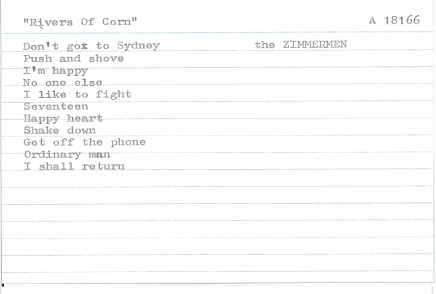 "Rivers Of Corn" A 18166
Don't goit to Sydney the ZIMMERMEN
Push and shove
I'm happy
No one else
I like to fight
Seventeen
Happy heart
Shake down
Get off the phone
Ordinary man
I shall return